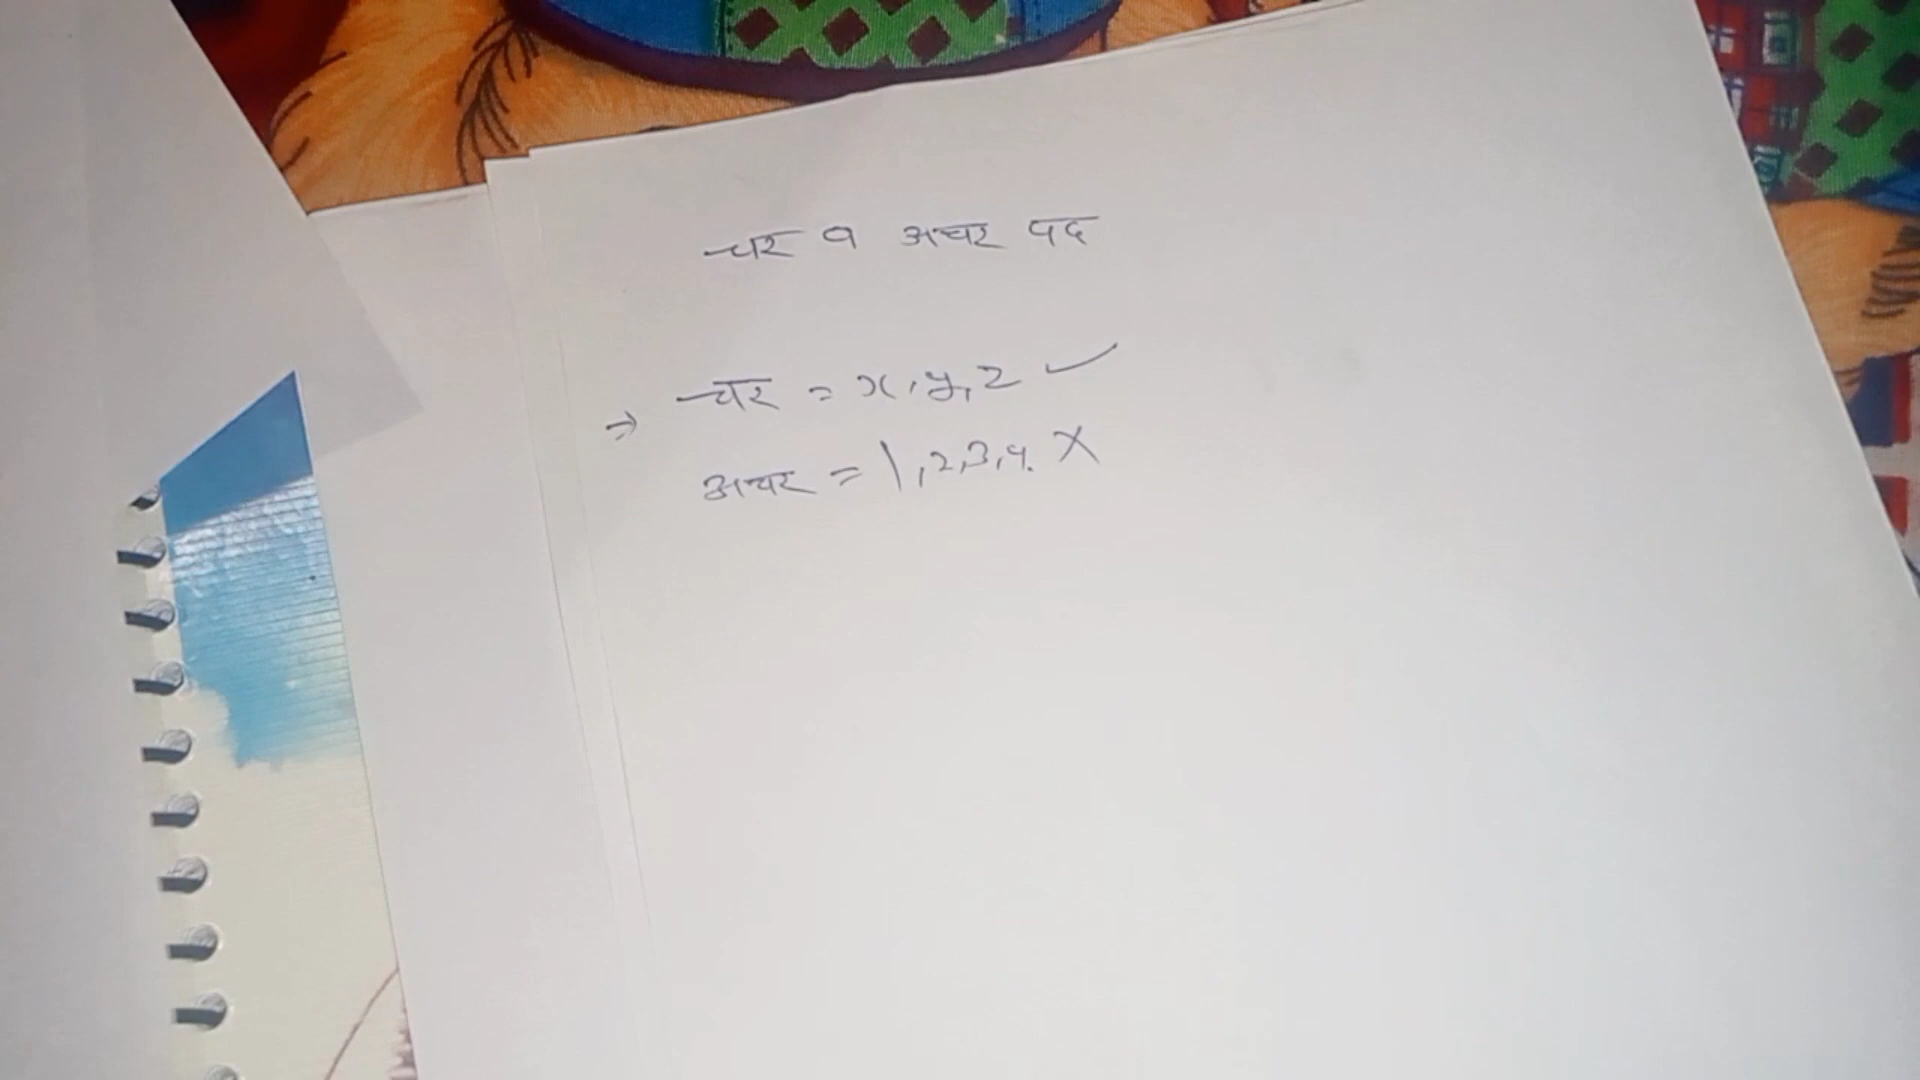 चर व अचर पद
चर = x, y, z ✓
⇒
अचर = 1, 2, 3, 4. X